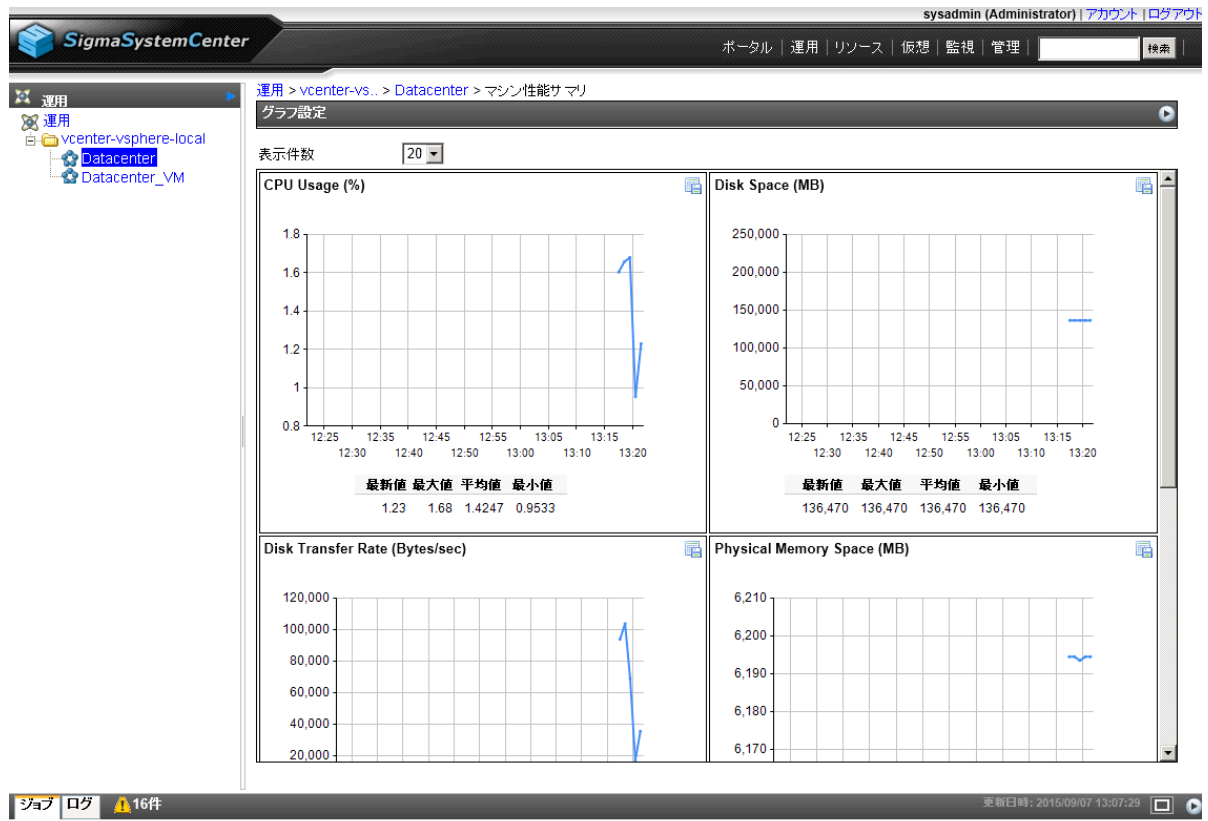 sysadmin (Administrator) | アカウント | ログアウト
SigmaSystemCenter
ポータル | 運用 | リソース | 仮想 | 監視 | 管理 | 検索
運用
運用
vcenter-vsphere-local
Datacenter
Datacenter_VM
運用 > vcenter-vs.. > Datacenter > マシン性能サマリ
グラフ設定
表示件数 20
CPU Usage (%)
1.8
1.6
1.4
1.2
1
0.8
12:25 12:35 12:45 12:55 13:05 13:15
12:30 12:40 12:50 13:00 13:10 13:20
最新値 最大値 平均値 最小値
1.23 1.68 1.4247 0.9533
Disk Space (MB)
250,000
200,000
150,000
100,000
50,000
0
12:25 12:35 12:45 12:55 13:05 13:15
12:30 12:40 12:50 13:00 13:10 13:20
最新値 最大値 平均値 最小値
136,470 136,470 136,470 136,470
Disk Transfer Rate (Bytes/sec)
120,000
100,000
80,000
60,000
40,000
20,000
Physical Memory Space (MB)
6,210
6,200
6,190
6,180
6,170
ジョブ ログ 16件
更新日時: 2015/09/07 13:07:29